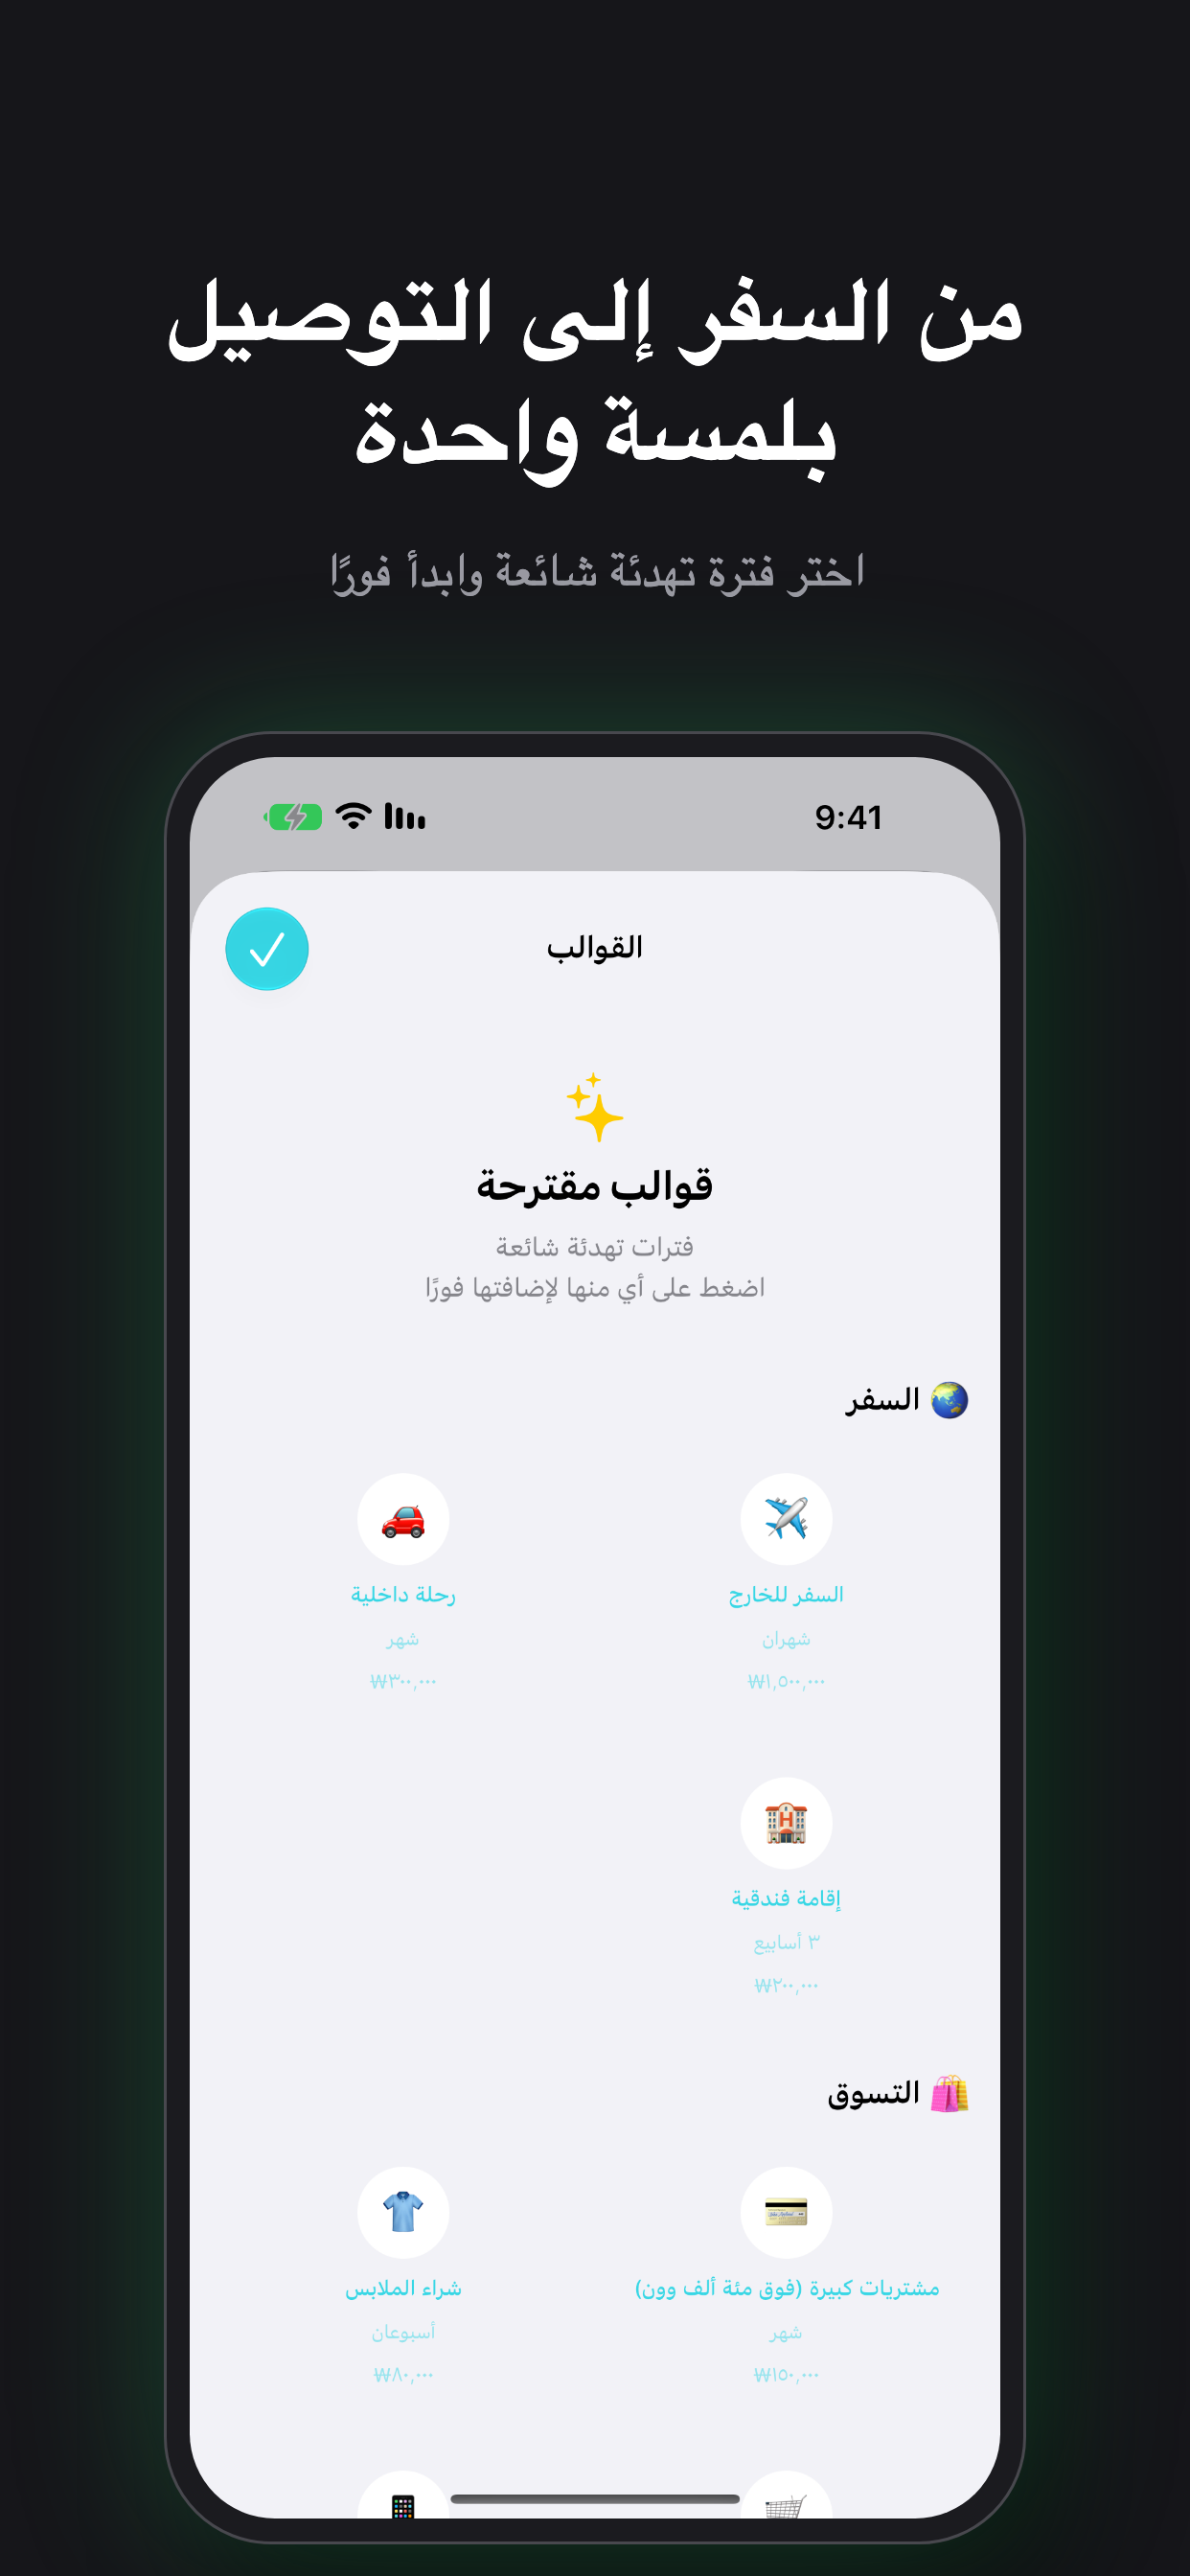 من السفر إلى التوصيل
بلمسة واحدة
اختر فترة تهدئة شائعة وابدأ فورًا
9:41
القوالب
قوالب مقترحة
فترات تهدئة شائعة
اضغط على أي منها لإضافتها فورًا
السفر
السفر للخارج
شهران
₩١,٥٠٠,٠٠٠
رحلة داخلية
شهر
₩٣٠٠,٠٠٠
إقامة فندقية
٣ أسابيع
₩٢٠٠,٠٠٠
التسوق
مشتريات كبيرة (فوق مئة ألف وون)
شهر
₩١٥٠,٠٠٠
شراء الملابس
أسبوعان
₩٨٠,٠٠٠